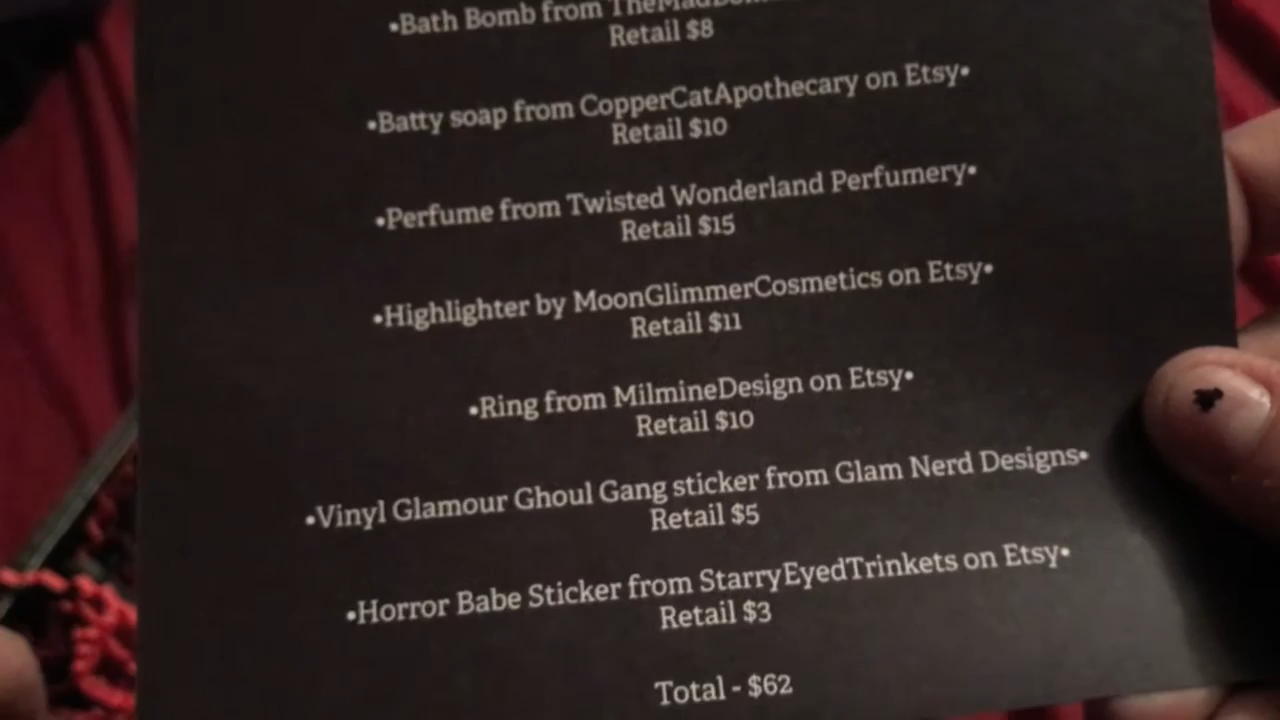 •Bath Bomb from
Retail $8
•Batty soap from CopperCatApothecary on Etsy•
Retail $10
•Perfume from Twisted Wonderland Perfumery•
Retail $15
•Highlighter by MoonGlimmerCosmetics on Etsy•
Retail $11
•Ring from MilmineDesign on Etsy•
Retail $10
•Vinyl Glamour Ghoul Gang sticker from Glam Nerd Designs•
Retail $5
•Horror Babe Sticker from StarryEyedTrinkets on Etsy•
Retail $3
Total - $62